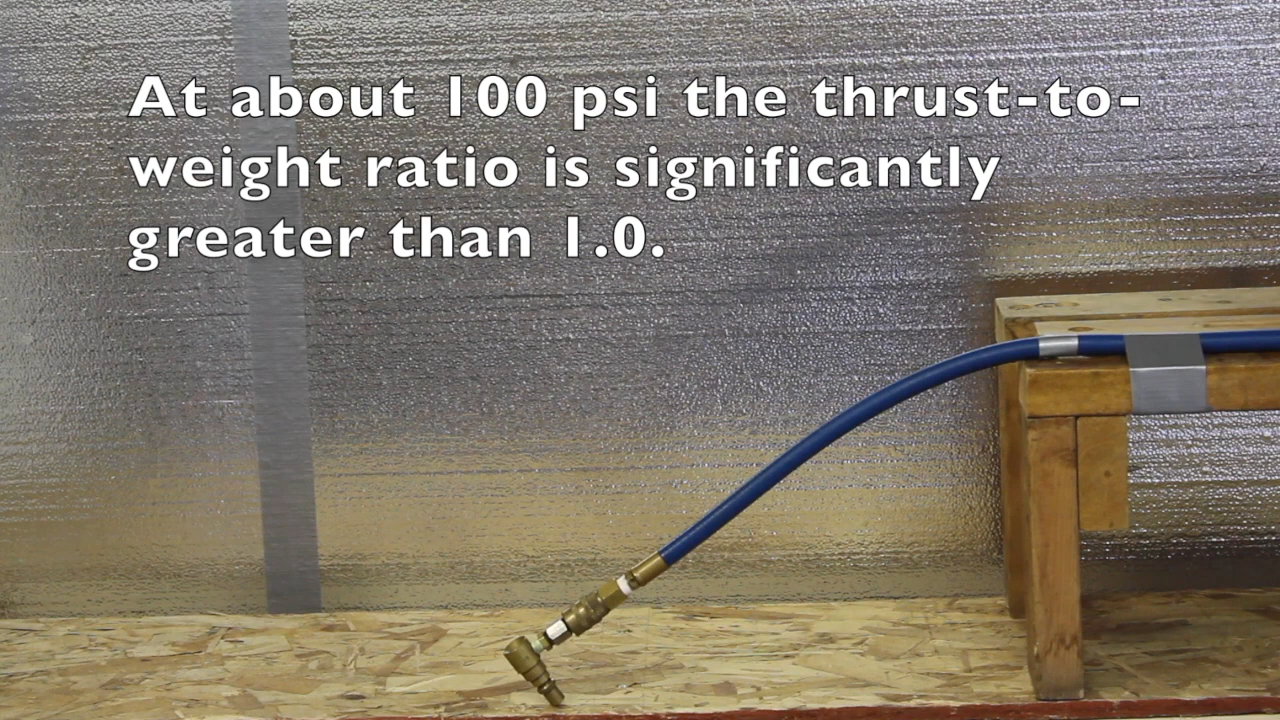 At about 100 psi the thrust-to-
weight ratio is significantly
greater than 1.0.